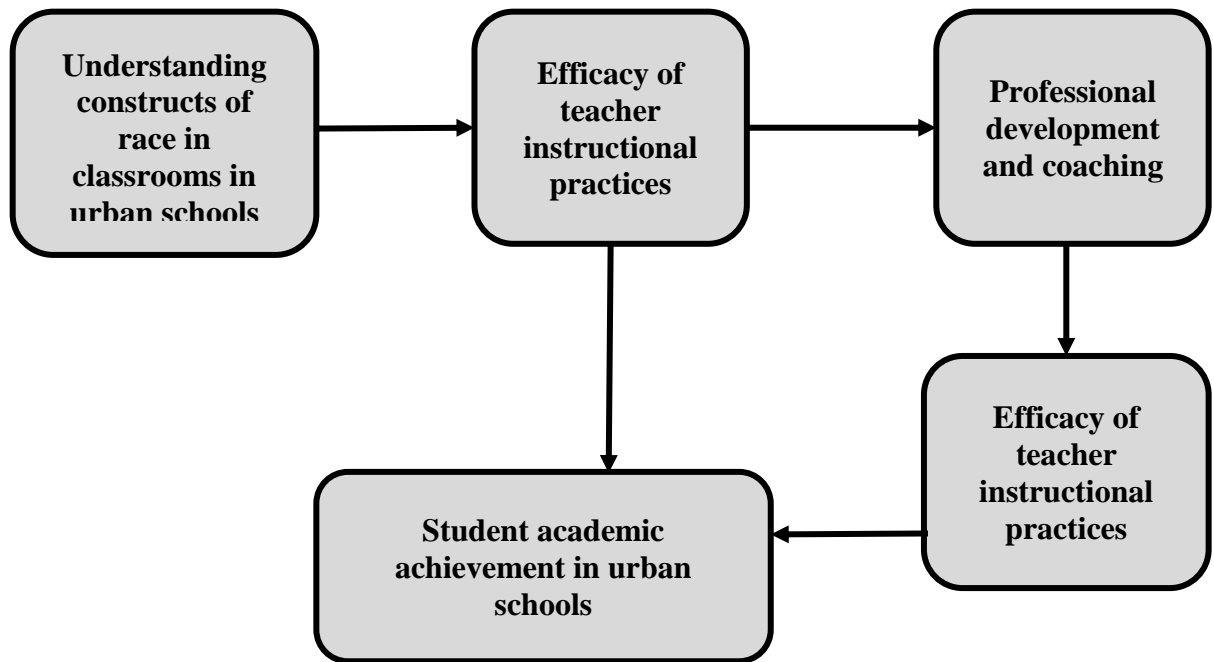 Understanding
constructs of
race in
classrooms in
urban schools
Efficacy of
teacher
instructional
practices
Professional
development
and coaching
Efficacy of
teacher
instructional
practices
Student academic
achievement in urban
schools